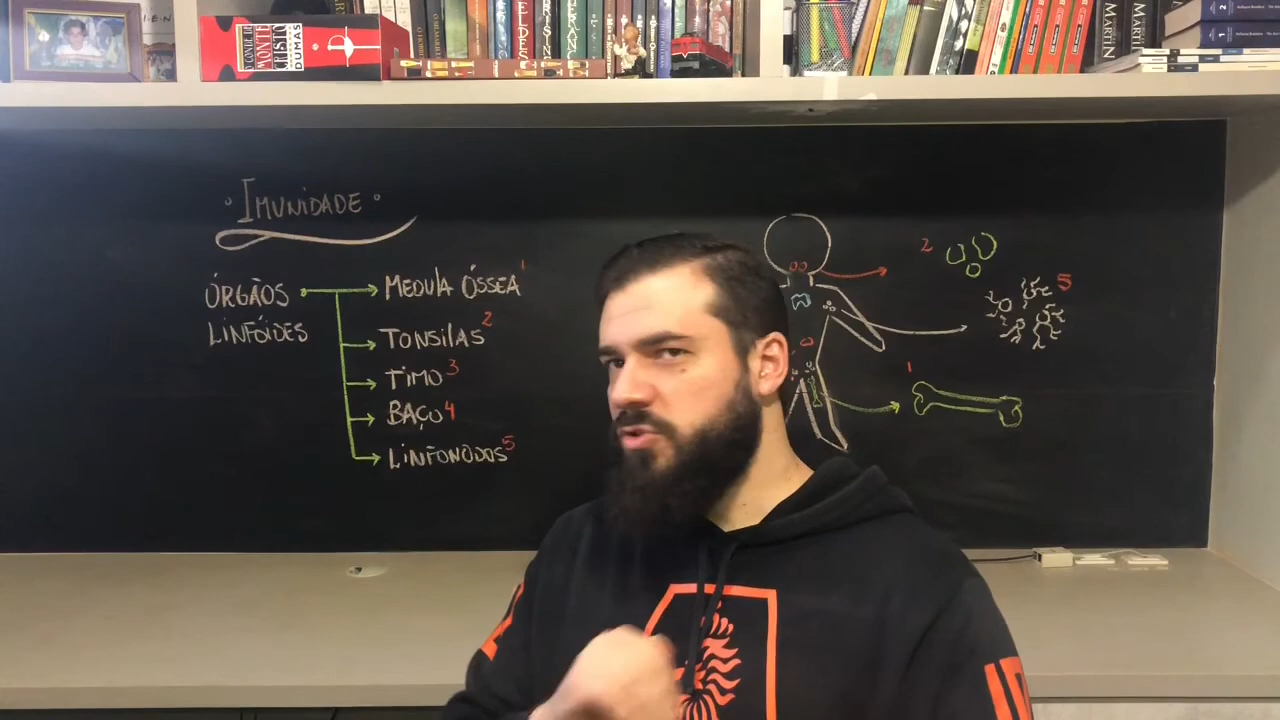 O CONDE DE
MONTE
CRISTO
DUMAS
MARTIN
MARTIN
· IMUNIDADE ·
ÓRGÃOS
LINFÓIDES
MEDULA ÓSSEA 1
TONSILAS 2
TIMO 3
BAÇO 4
LINFONODOS 5
2
5
1